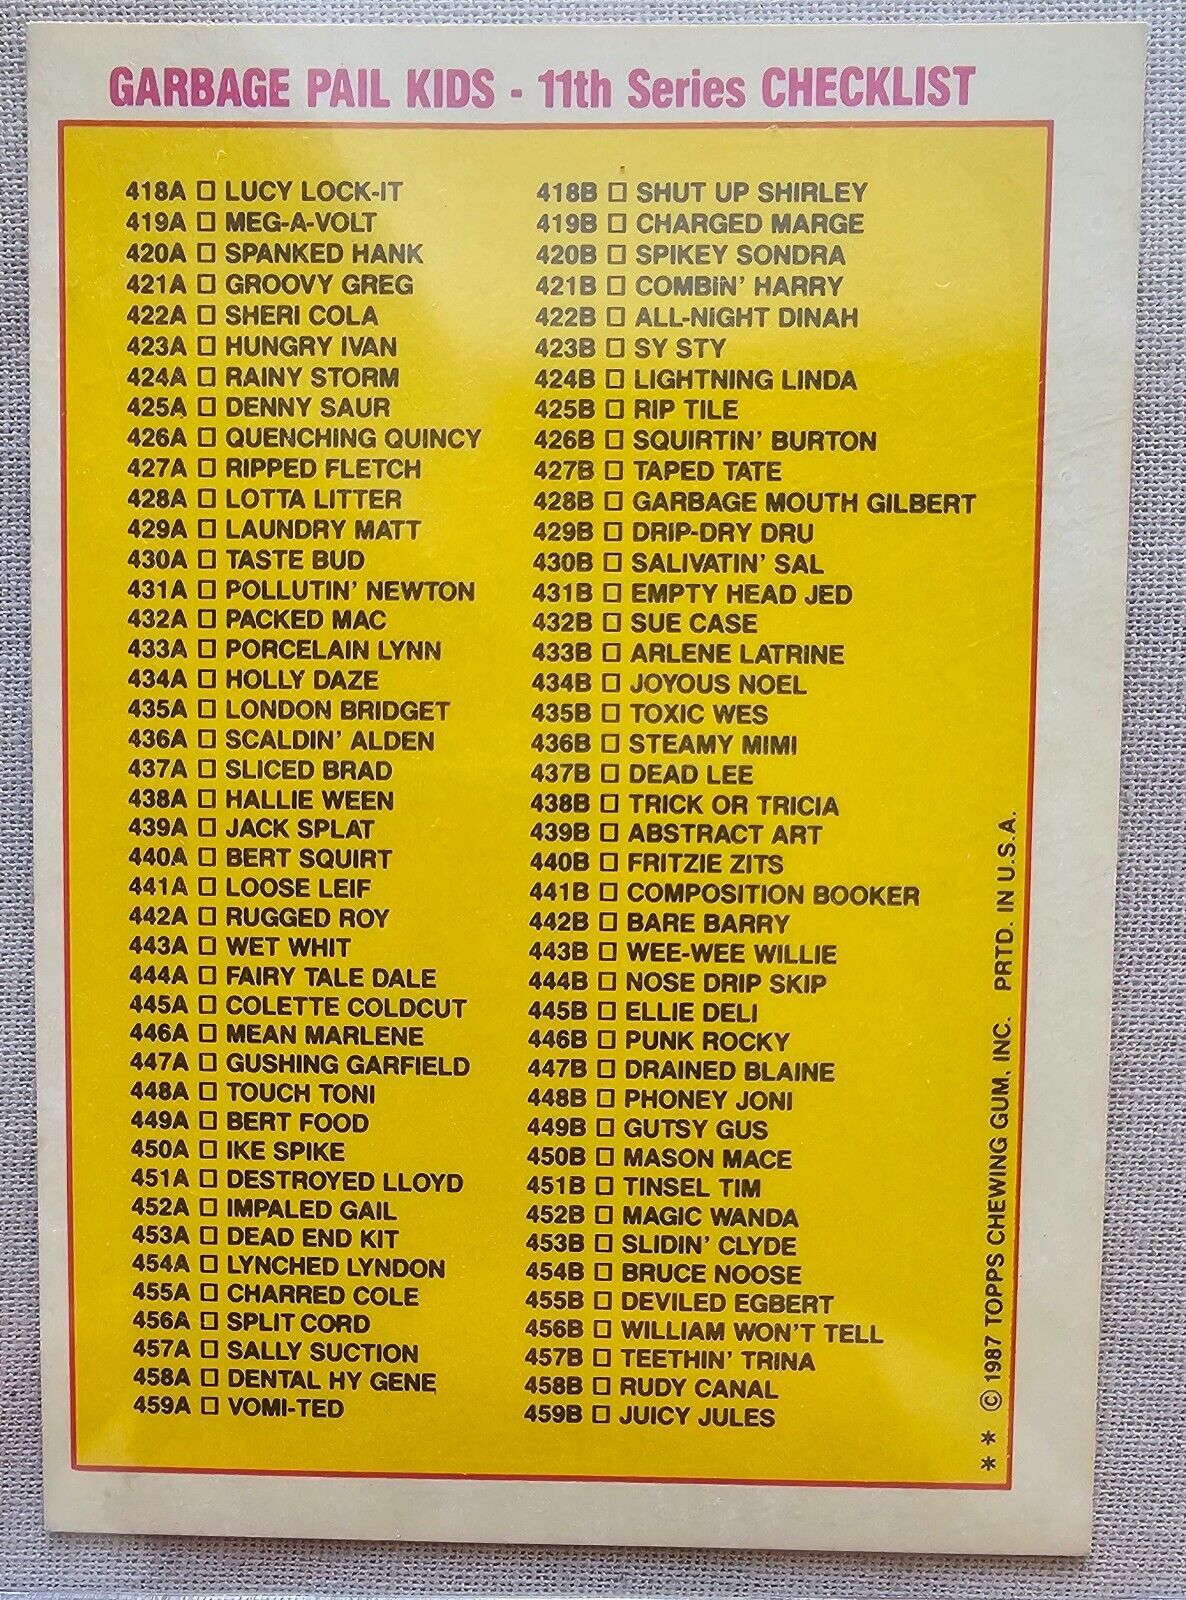 GARBAGE PAIL KIDS - 11th Series CHECKLIST
418A □ LUCY LOCK-IT
419A □ MEG-A-VOLT
420A □ SPANKED HANK
421A □ GROOVY GREG
422A □ SHERI COLA
423A □ HUNGRY IVAN
424A □ RAINY STORM
425A □ DENNY SAUR
426A □ QUENCHING QUINCY
427A □ RIPPED FLETCH
428A □ LOTTA LITTER
429A □ LAUNDRY MATT
430A □ TASTE BUD
431A □ POLLUTIN' NEWTON
432A □ PACKED MAC
433A □ PORCELAIN LYNN
434A □ HOLLY DAZE
435A □ LONDON BRIDGET
436A □ SCALDIN' ALDEN
437A □ SLICED BRAD
438A □ HALLIE WEEN
439A □ JACK SPLAT
440A □ BERT SQUIRT
441A □ LOOSE LEIF
442A □ RUGGED ROY
443A □ WET WHIT
444A □ FAIRY TALE DALE
445A □ COLETTE COLDCUT
446A □ MEAN MARLENE
447A □ GUSHING GARFIELD
448A □ TOUCH TONI
449A □ BERT FOOD
450A □ IKE SPIKE
451A □ DESTROYED LLOYD
452A □ IMPALED GAIL
453A □ DEAD END KIT
454A □ LYNCHED LYNDON
455A □ CHARRED COLE
456A □ SPLIT CORD
457A □ SALLY SUCTION
458A □ DENTAL HY GENE
459A □ VOMI-TED
418B □ SHUT UP SHIRLEY
419B □ CHARGED MARGE
420B □ SPIKEY SONDRA
421B □ COMBIN' HARRY
422B □ ALL-NIGHT DINAH
423B □ SY STY
424B □ LIGHTNING LINDA
425B □ RIP TILE
426B □ SQUIRTIN' BURTON
427B □ TAPED TATE
428B □ GARBAGE MOUTH GILBERT
429B □ DRIP-DRY DRU
430B □ SALIVATIN' SAL
431B □ EMPTY HEAD JED
432B □ SUE CASE
433B □ ARLENE LATRINE
434B □ JOYOUS NOEL
435B □ TOXIC WES
436B □ STEAMY MIMI
437B □ DEAD LEE
438B □ TRICK OR TRICIA
439B □ ABSTRACT ART
440B □ FRITZIE ZITS
441B □ COMPOSITION BOOKER
442B □ BARE BARRY
443B □ WEE-WEE WILLIE
444B □ NOSE DRIP SKIP
445B □ ELLIE DELI
446B □ PUNK ROCKY
447B □ DRAINED BLAINE
448B □ PHONEY JONI
449B □ GUTSY GUS
450B □ MASON MACE
451B □ TINSEL TIM
452B □ MAGIC WANDA
453B □ SLIDIN' CLYDE
454B □ BRUCE NOOSE
455B □ DEVILED EGBERT
456B □ WILLIAM WON'T TELL
457B □ TEETHIN' TRINA
458B □ RUDY CANAL
459B □ JUICY JULES
** © 1987 TOPPS CHEWING GUM, INC. PRTD. IN U.S.A.